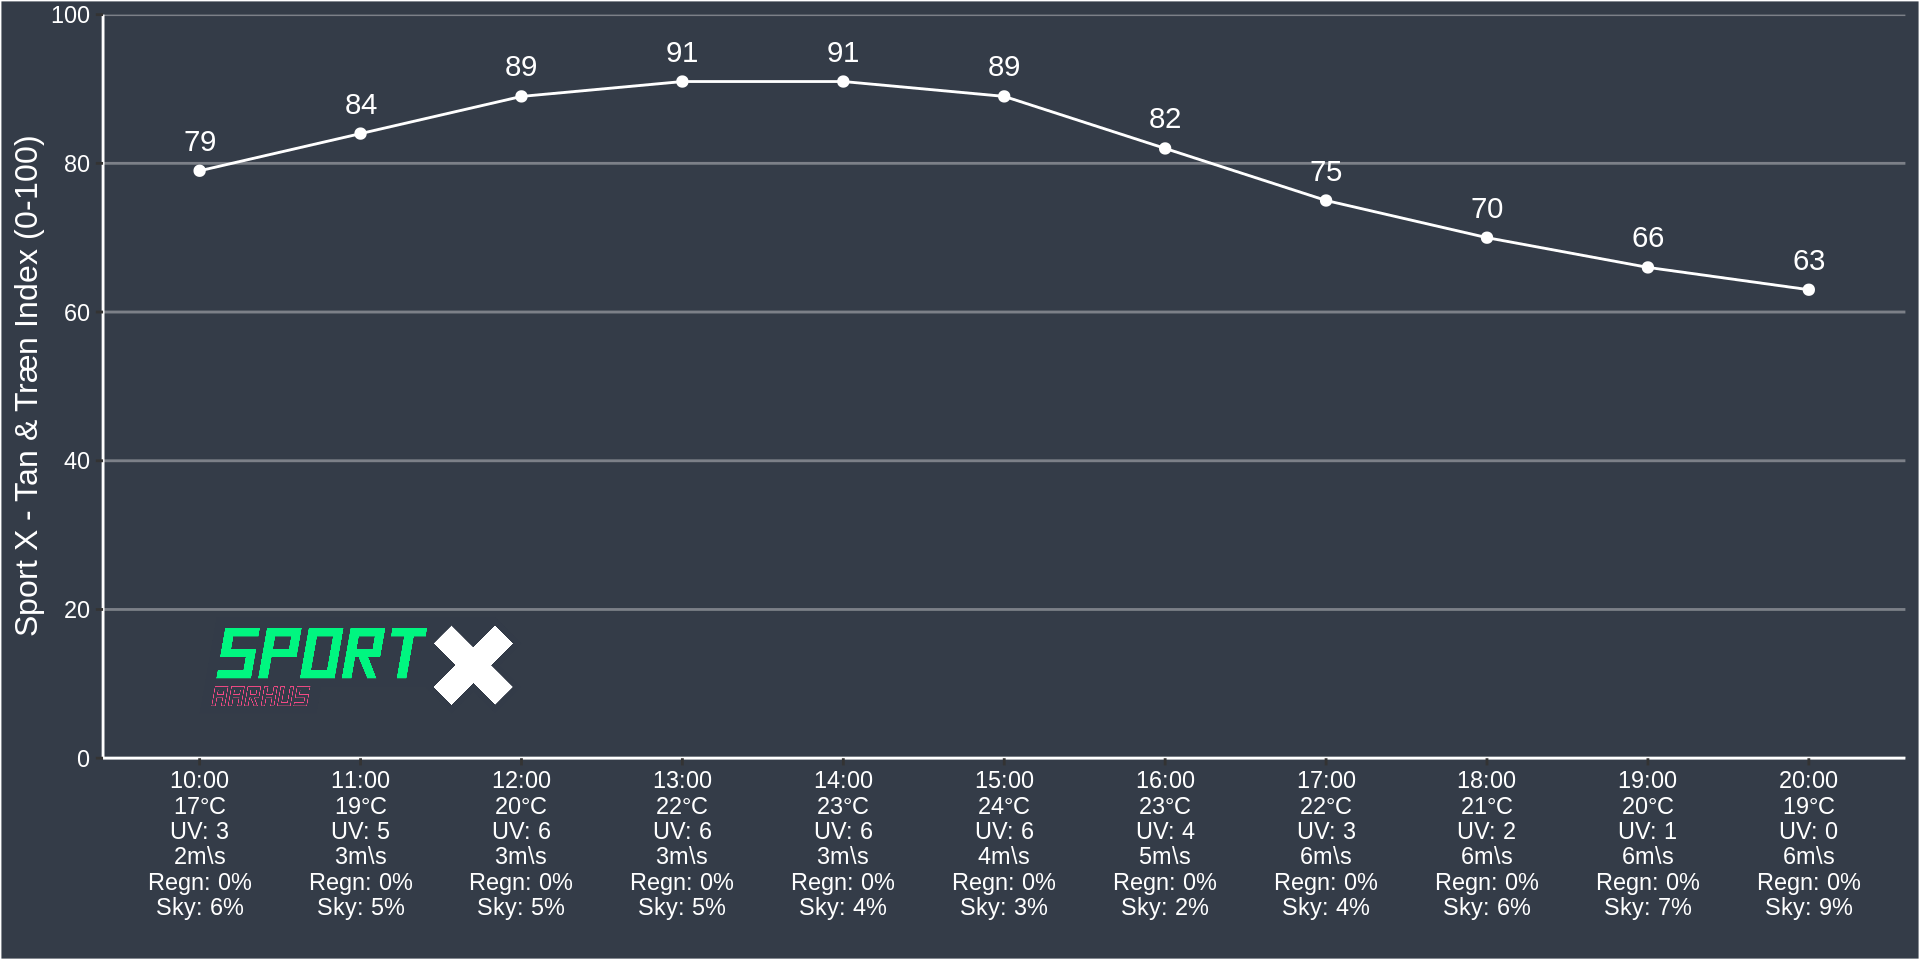 Sport X - Tan & Træn Index (0-100)
100
80
60
40
20
0
79
84
89
91
91
89
82
75
70
66
63
SPORT X
AARHUS
10:00 11:00 12:00 13:00 14:00 15:00 16:00 17:00 18:00 19:00 20:00
17°C 19°C 20°C 22°C 23°C 24°C 23°C 22°C 21°C 20°C 19°C
UV: 3 UV: 5 UV: 6 UV: 6 UV: 6 UV: 6 UV: 4 UV: 3 UV: 2 UV: 1 UV: 0
2m\s 3m\s 3m\s 3m\s 3m\s 4m\s 5m\s 6m\s 6m\s 6m\s 6m\s
Regn: 0% Regn: 0% Regn: 0% Regn: 0% Regn: 0% Regn: 0% Regn: 0% Regn: 0% Regn: 0% Regn: 0% Regn: 0%
Sky: 6% Sky: 5% Sky: 5% Sky: 5% Sky: 4% Sky: 3% Sky: 2% Sky: 4% Sky: 6% Sky: 7% Sky: 9%